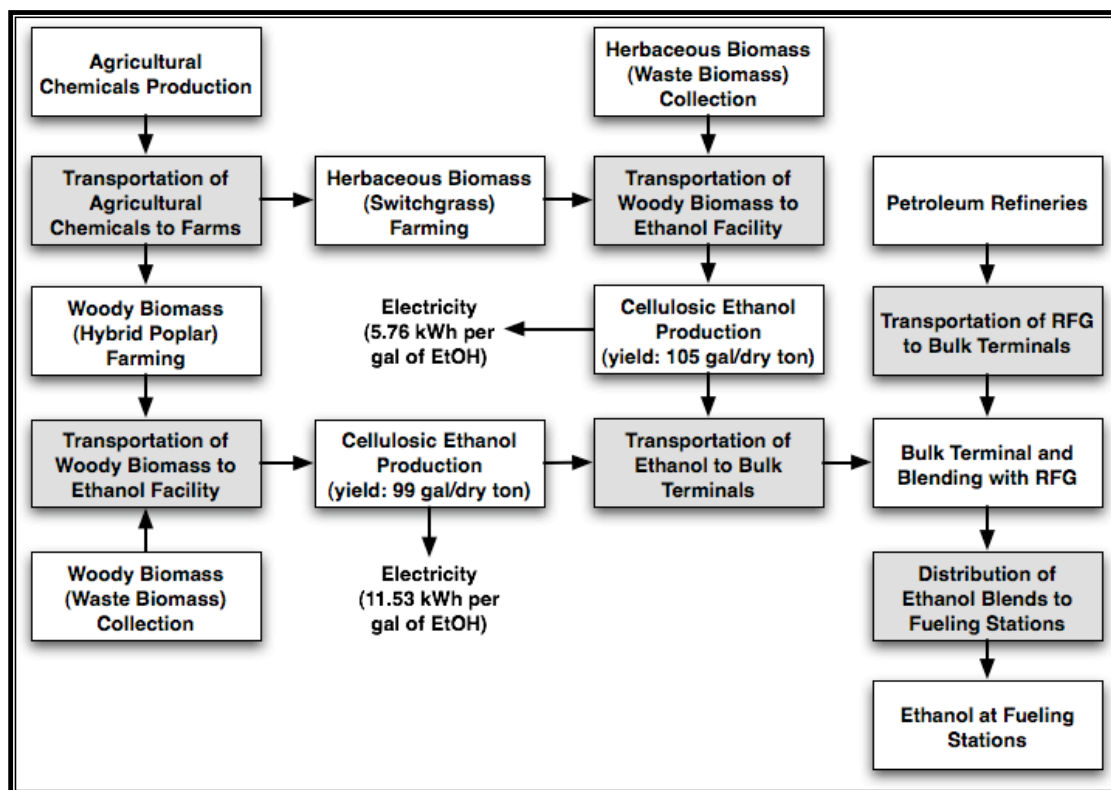 Agricultural
Chemicals Production
Herbaceous Biomass
(Waste Biomass)
Collection
Transportation of
Agricultural
Chemicals to Farms
Herbaceous Biomass
(Switchgrass)
Farming
Transportation of
Woody Biomass to
Ethanol Facility
Petroleum Refineries
Woody Biomass
(Hybrid Poplar)
Farming
Electricity
(5.76 kWh per
gal of EtOH)
Cellulosic Ethanol
Production
(yield: 105 gal/dry ton)
Transportation of RFG
to Bulk Terminals
Transportation of
Woody Biomass to
Ethanol Facility
Cellulosic Ethanol
Production
(yield: 99 gal/dry ton)
Transportation of
Ethanol to Bulk
Terminals
Bulk Terminal and
Blending with RFG
Woody Biomass
(Waste Biomass)
Collection
Electricity
(11.53 kWh per
gal of EtOH)
Distribution of
Ethanol Blends to
Fueling Stations
Ethanol at Fueling
Stations